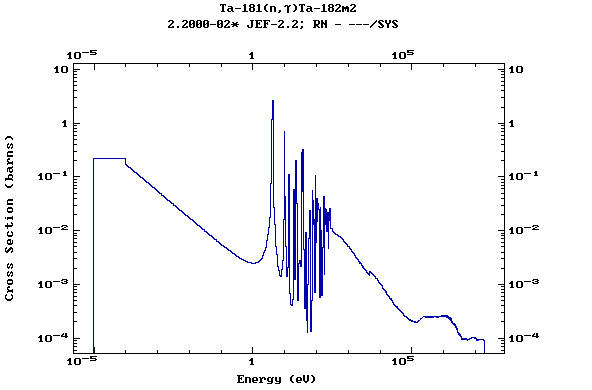 Ta-181(n,γ)Ta-182m2
2.2000-02* JEF-2.2; RN - ---/SYS
10⁻⁵ 1 10⁵
10 10
1 1
10⁻¹ 10⁻¹
10⁻² 10⁻²
10⁻³ 10⁻³
10⁻⁴ 10⁻⁴
10⁻⁵ 1 10⁵
Cross Section (barns)
Energy (eV)